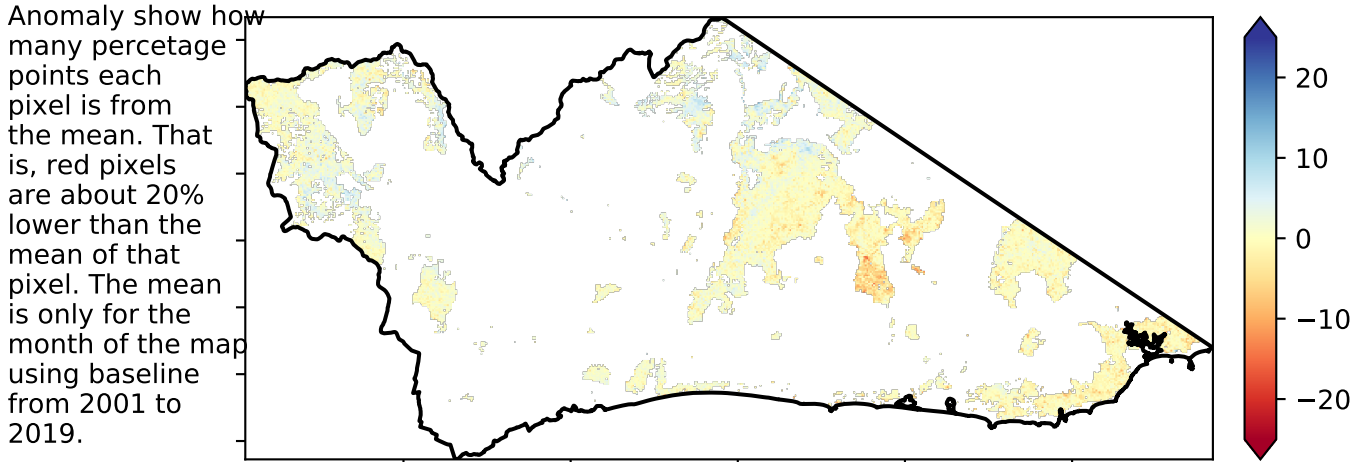 Anomaly show how
many percetage
points each
pixel is from
the mean. That
is, red pixels
are about 20%
lower than the
mean of that
pixel. The mean
is only for the
month of the map
using baseline
from 2001 to
2019.
20
10
0
−10
−20